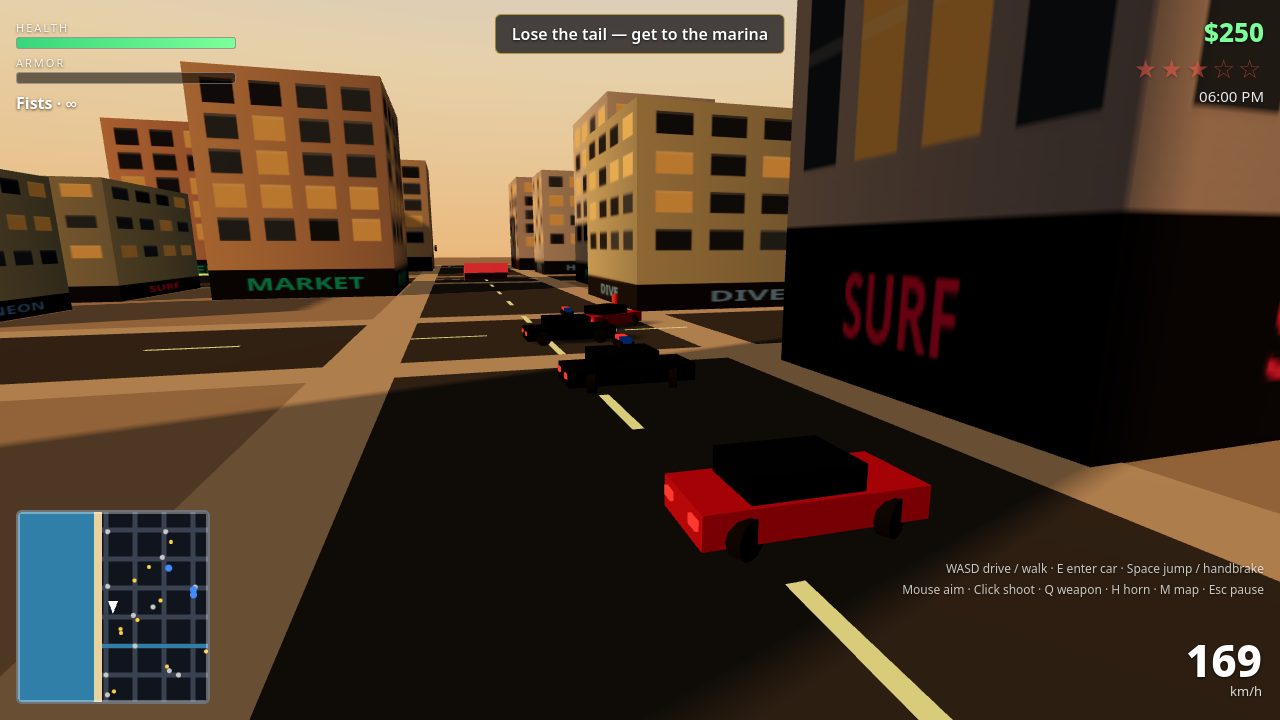 HEALTH
ARMOR
Fists · ∞
Lose the tail — get to the marina
$250
★★★☆☆
06:00 PM
NEON
SURF
MARKET
DIVE
DIVE
SURF
WASD drive / walk · E enter car · Space jump / handbrake
Mouse aim · Click shoot · Q weapon · H horn · M map · Esc pause
169
km/h